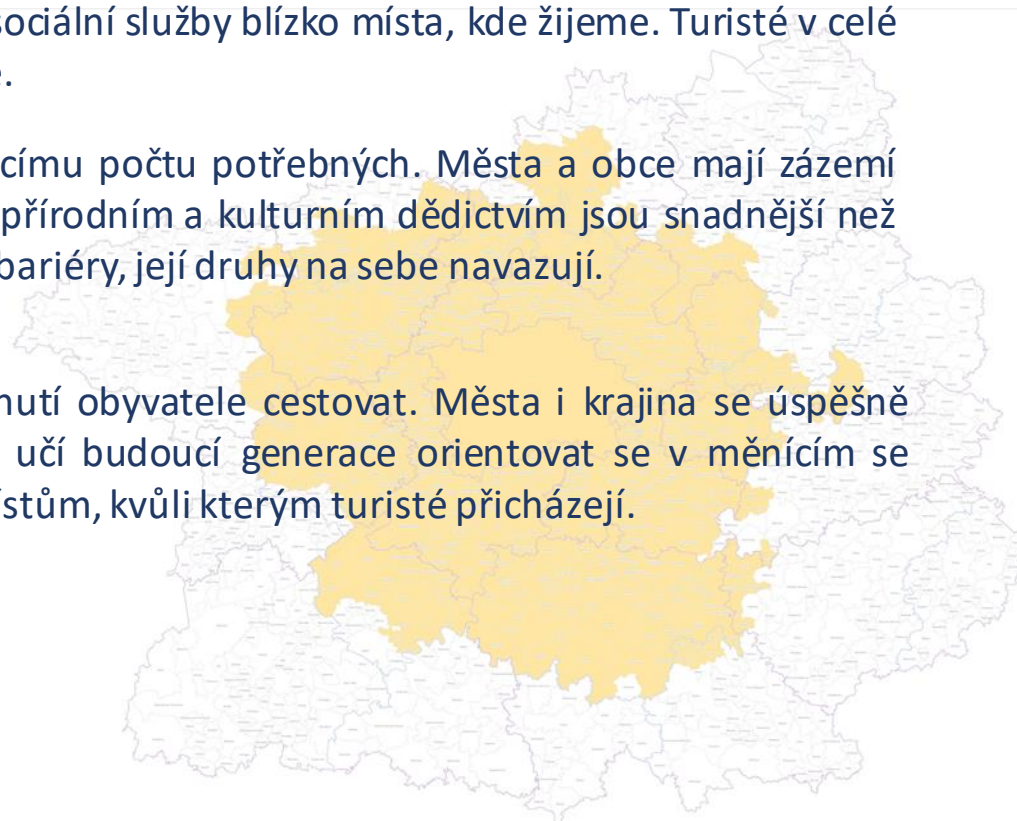 sociální služby blízko místa, kde žijeme. Turisté v celé
címu počtu potřebných. Města a obce mají zázemí
přírodním a kulturním dědictvím jsou snadnější než
bariéry, její druhy na sebe navazují.
nutí obyvatele cestovat. Města i krajina se úspěšně
učí budoucí generace orientovat se v měnícím se
ístům, kvůli kterým turisté přicházejí.